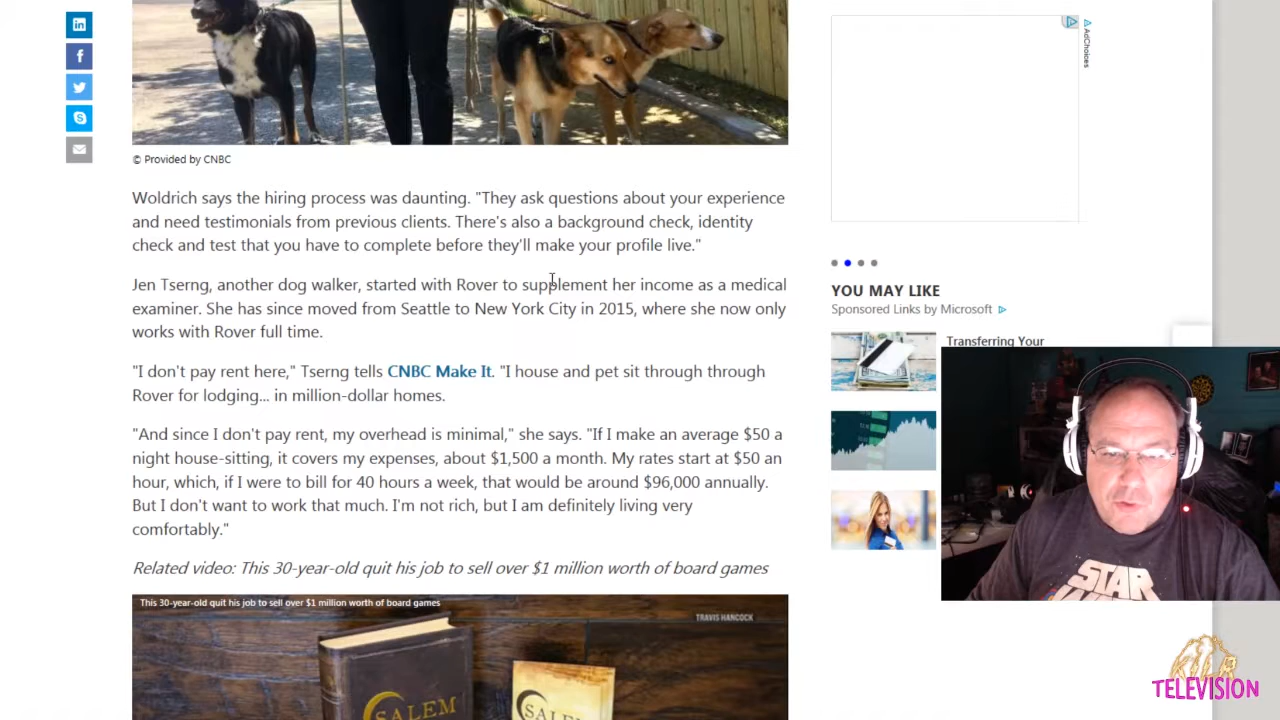 AdChoices
© Provided by CNBC
Woldrich says the hiring process was daunting. "They ask questions about your experience
and need testimonials from previous clients. There's also a background check, identity
check and test that you have to complete before they'll make your profile live."
Jen Tserng, another dog walker, started with Rover to supplement her income as a medical
examiner. She has since moved from Seattle to New York City in 2015, where she now only
works with Rover full time.
"I don't pay rent here," Tserng tells CNBC Make It. "I house and pet sit through through
Rover for lodging... in million-dollar homes.
"And since I don't pay rent, my overhead is minimal," she says. "If I make an average $50 a
night house-sitting, it covers my expenses, about $1,500 a month. My rates start at $50 an
hour, which, if I were to bill for 40 hours a week, that would be around $96,000 annually.
But I don't want to work that much. I'm not rich, but I am definitely living very
comfortably."
Related video: This 30-year-old quit his job to sell over $1 million worth of board games
This 30-year-old quit his job to sell over $1 million worth of board games
TRAVIS HANCOCK
SALEM
YOU MAY LIKE
Sponsored Links by Microsoft
Transferring Your
STAR
TELEVISION